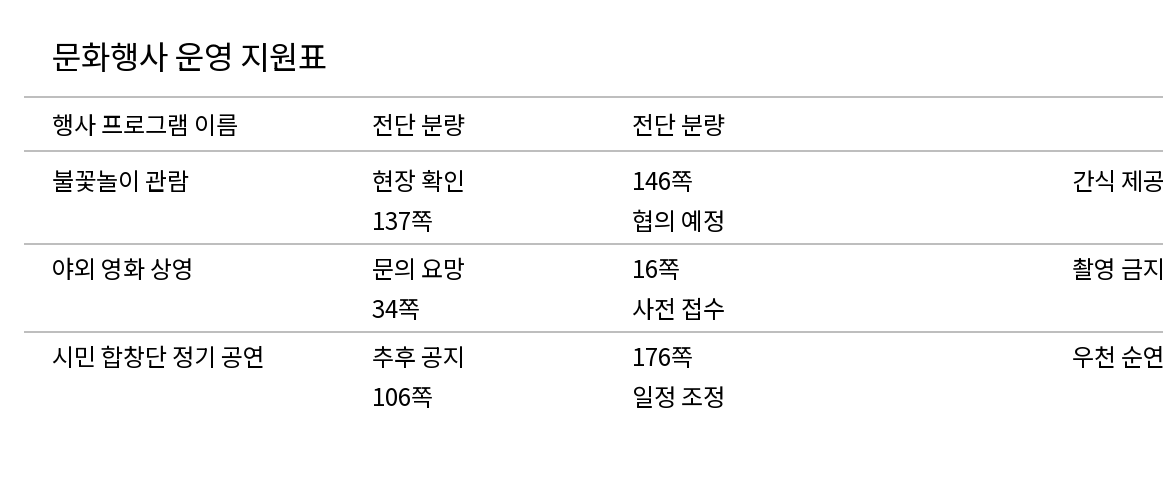 문화행사 운영 지원표
행사 프로그램 이름 전단 분량 전단 분량
불꽃놀이 관람 현장 확인 146쪽 간식 제공
137쪽 협의 예정
야외 영화 상영 문의 요망 16쪽 촬영 금지
34쪽 사전 접수
시민 합창단 정기 공연 추후 공지 176쪽 우천 순연
106쪽 일정 조정